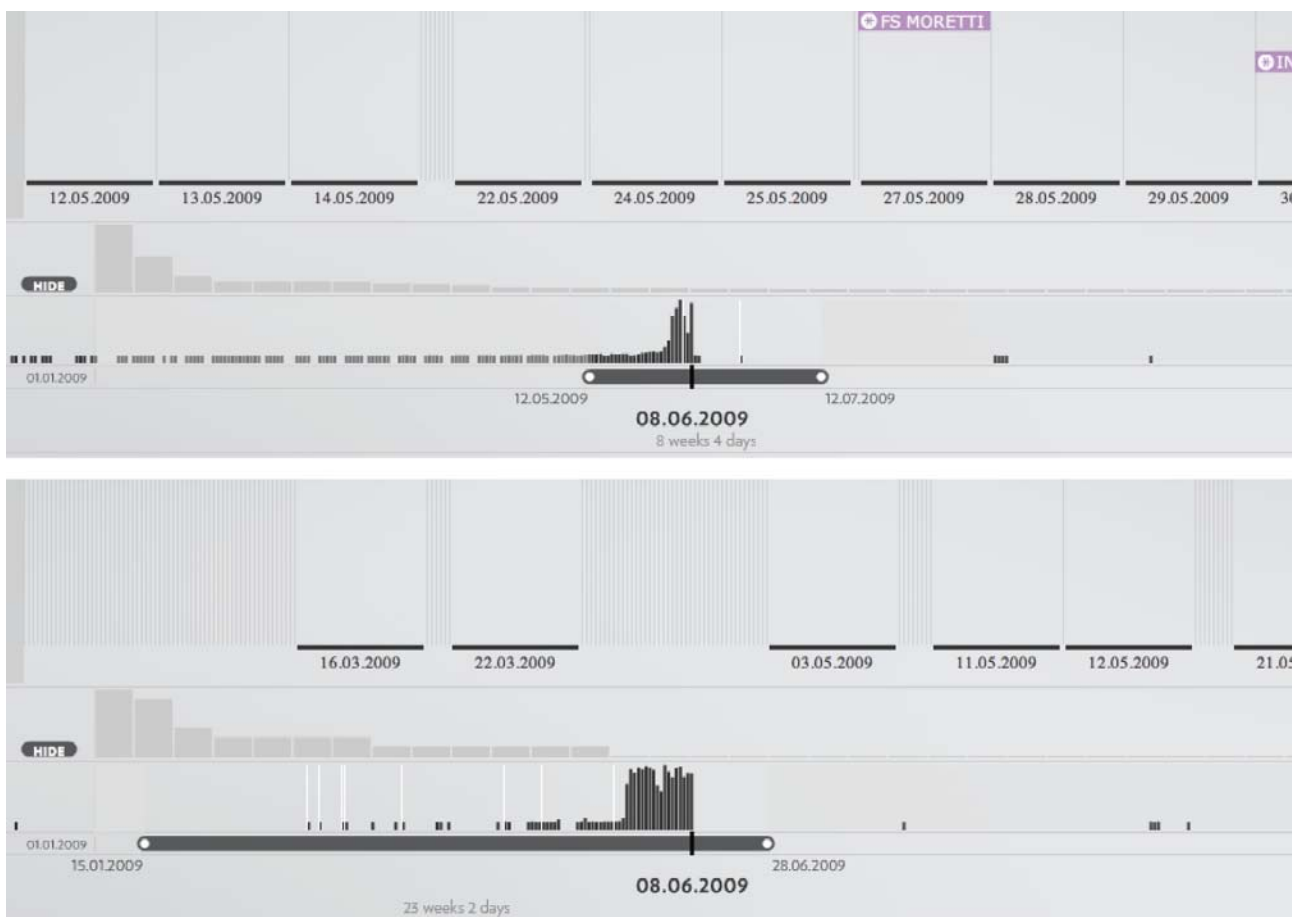 FS MORETTI
IN
12.05.2009 13.05.2009 14.05.2009 22.05.2009 24.05.2009 25.05.2009 27.05.2009 28.05.2009 29.05.2009 30
HIDE
01.01.2009
12.05.2009 12.07.2009
08.06.2009
8 weeks 4 days
16.03.2009 22.03.2009 03.05.2009 11.05.2009 12.05.2009 21.05
HIDE
01.01.2009
15.01.2009 28.06.2009
08.06.2009
23 weeks 2 days